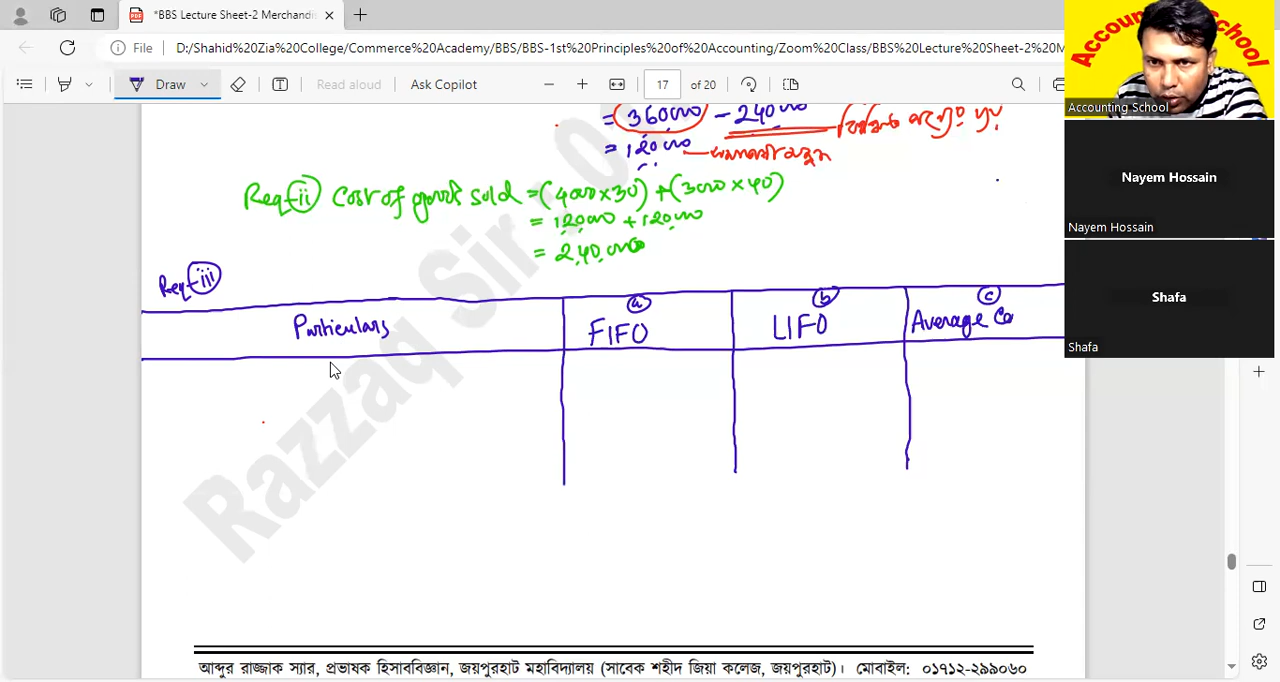 *BBS Lecture Sheet-2 Merchandi
File D:/Shahid%20Zia%20College/Commerce%20Academy/BBS/BBS-1st%20Principles%20of%20Accounting/Zoom%20Class/BBS%20Lecture%20Sheet-2%20M
Draw Read aloud Ask Copilot 17 of 20
Accounting School
Accounting School
Nayem Hossain
Nayem Hossain
Shafa
Shafa
= 360000 - 240000
= 120000
Req-ii Cost of goods sold = (4000×30) + (3000×40)
= 120000 + 120000
= 240000
Req-iii
Particulars a FIFO b LIFO c Average Co
Razzaq Sir
আব্দুর রাজ্জাক স্যার, প্রভাষক হিসাববিজ্ঞান, জয়পুরহাট মহাবিদ্যালয় (সাবেক শহীদ জিয়া কলেজ, জয়পুরহাট)। মোবাইল: ০১৭১২-২৯৯০৬০